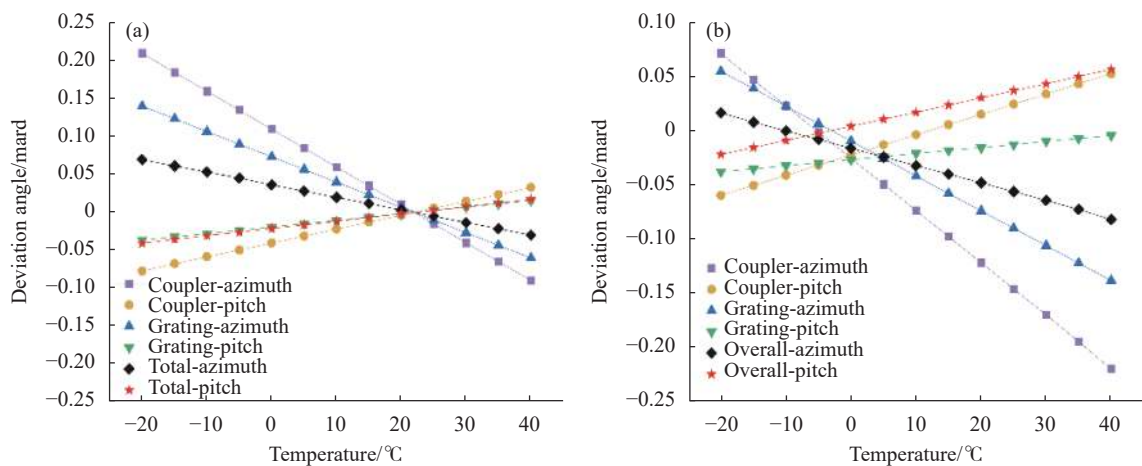 (a)
Deviation angle/mard
0.25
0.20
0.15
0.10
0.05
0
−0.05
−0.10
−0.15
−0.20
−0.25
Coupler-azimuth
Coupler-pitch
Grating-azimuth
Grating-pitch
Total-azimuth
Total-pitch
−20 −10 0 10 20 30 40
Temperature/℃
(b)
Deviation angle/mard
0.10
0.05
0
−0.05
−0.10
−0.15
−0.20
−0.25
Coupler-azimuth
Coupler-pitch
Grating-azimuth
Grating-pitch
Overall-azimuth
Overall-pitch
−20 −10 0 10 20 30 40
Temperature/℃